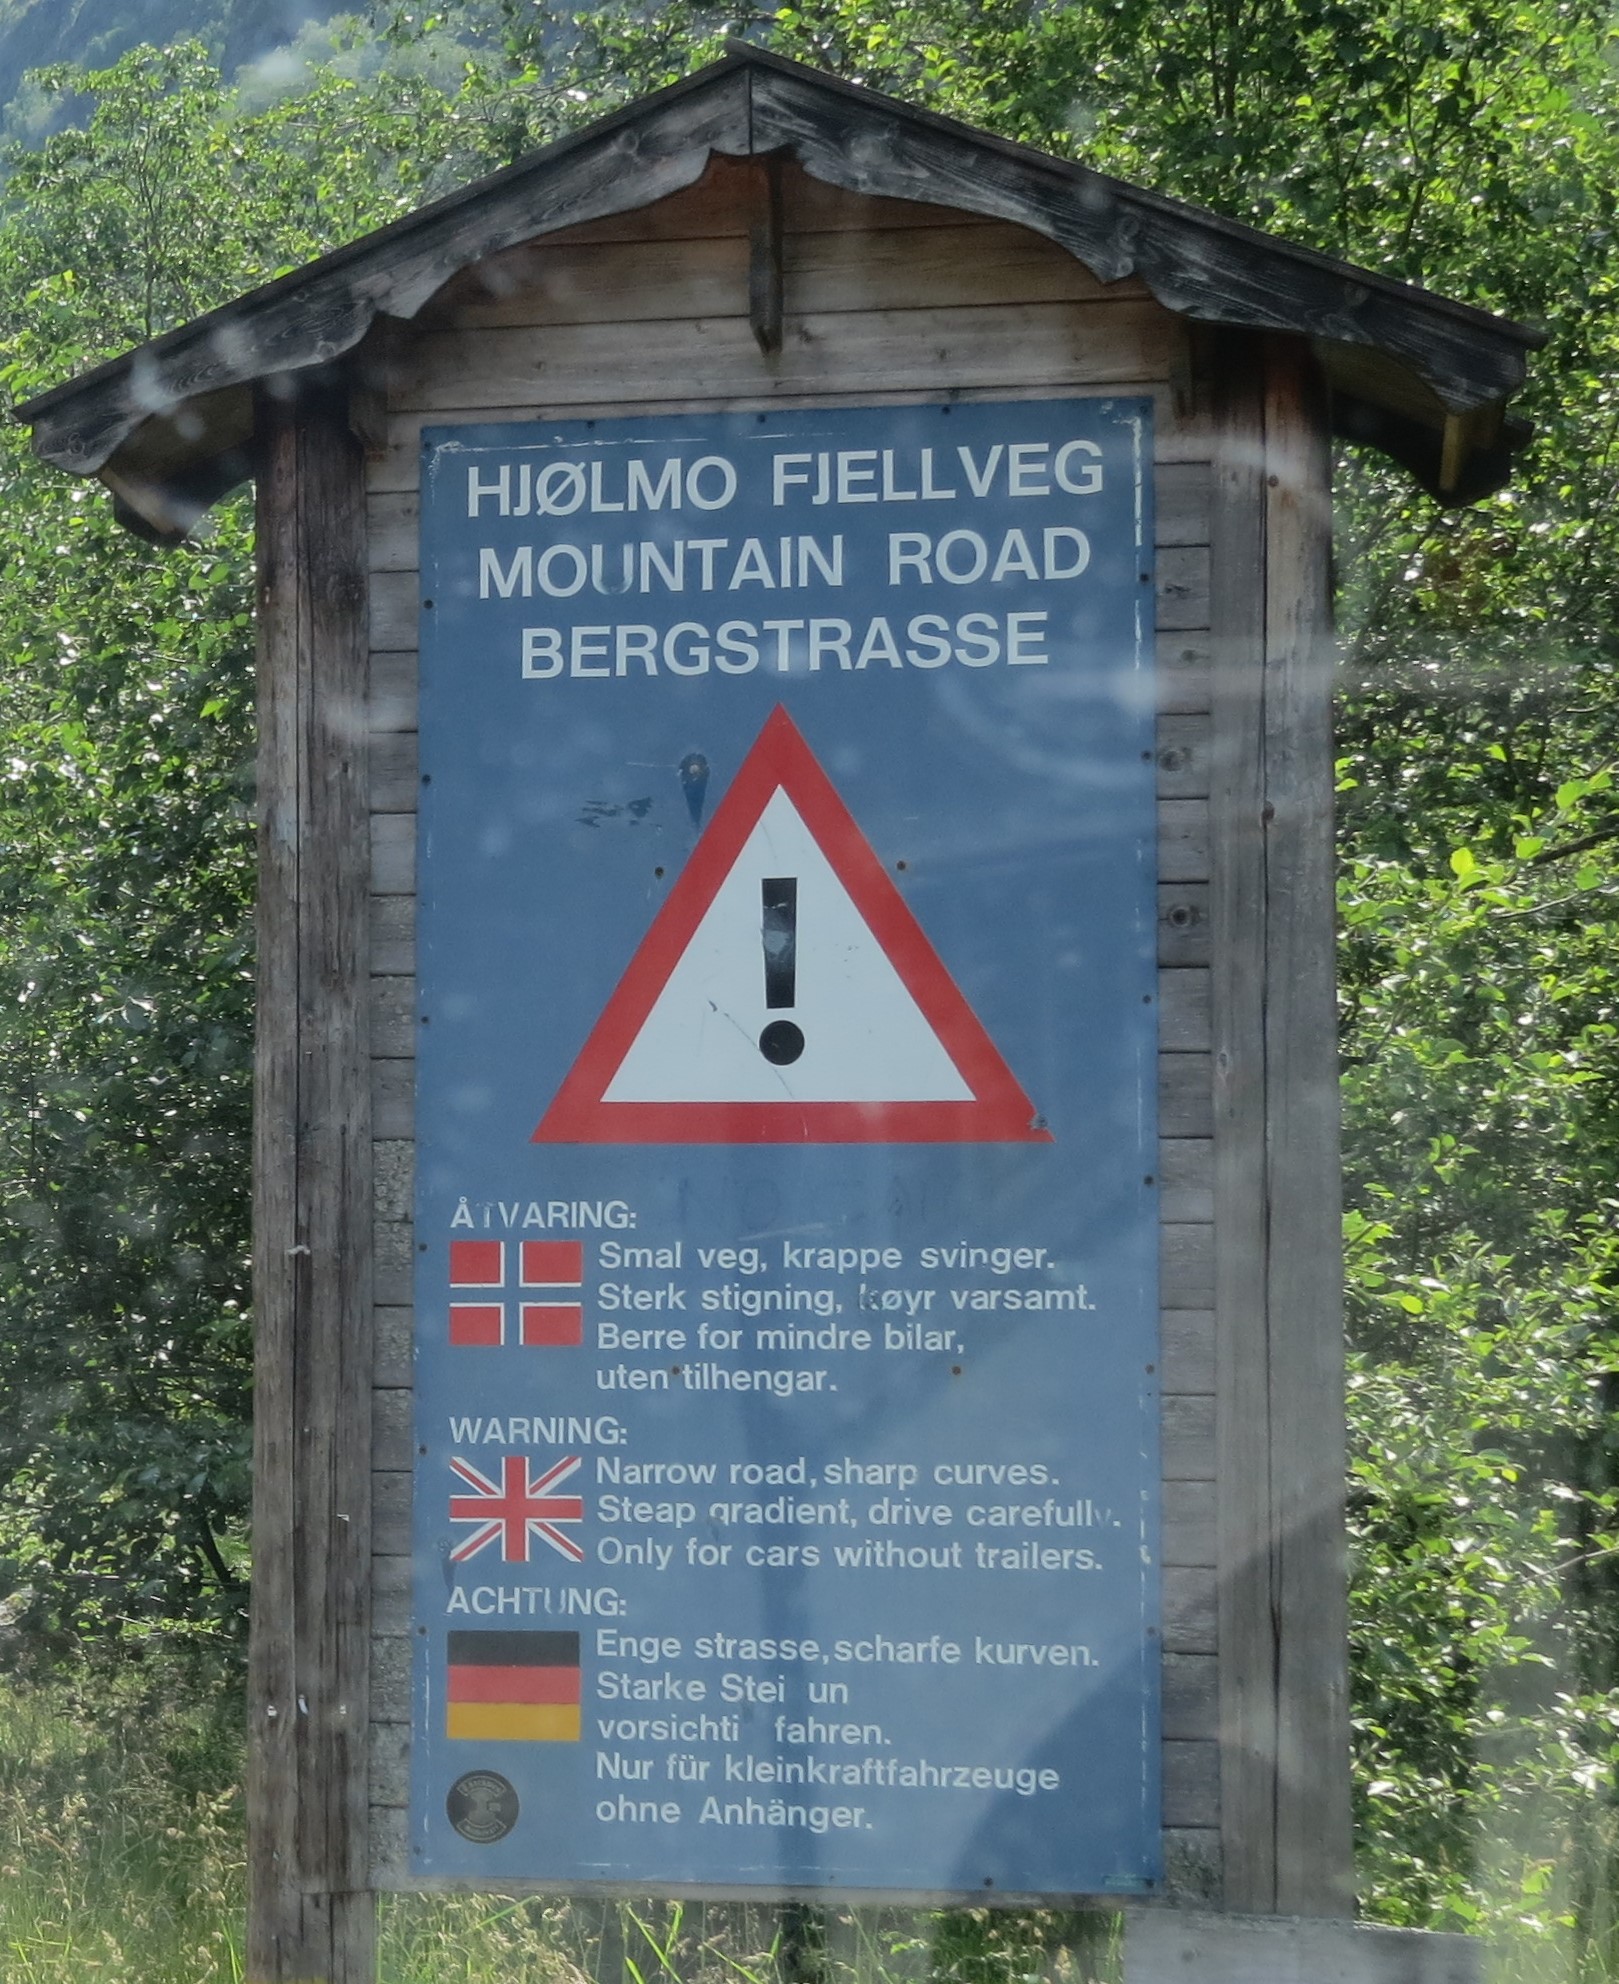 HJØLMO FJELLVEG
MOUNTAIN ROAD
BERGSTRASSE
ÅTVARING:
Smal veg, krappe svinger.
Sterk stigning, køyr varsamt.
Berre for mindre bilar,
uten tilhengar.
WARNING:
Narrow road, sharp curves.
Steap gradient, drive carefully.
Only for cars without trailers.
ACHTUNG:
Enge strasse, scharfe kurven.
Starke Stei un
vorsichti fahren.
Nur für kleinkraftfahrzeuge
ohne Anhänger.